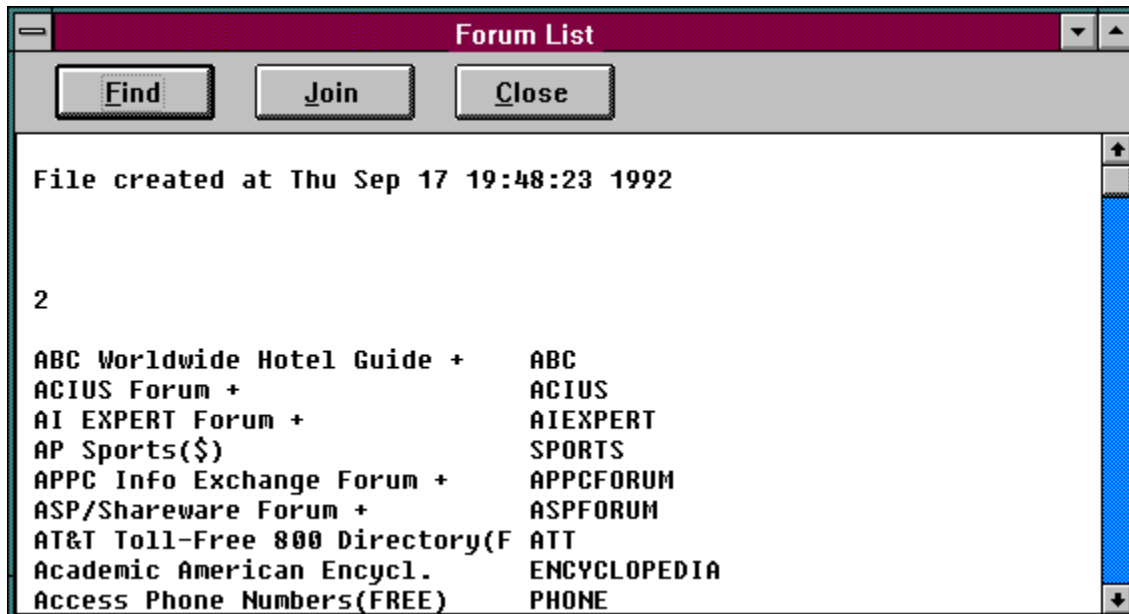 Forum List
Find Join Close
File created at Thu Sep 17 19:48:23 1992
2
ABC Worldwide Hotel Guide + ABC
ACIUS Forum + ACIUS
AI EXPERT Forum + AIEXPERT
AP Sports($) SPORTS
APPC Info Exchange Forum + APPCFORUM
ASP/Shareware Forum + ASPFORUM
AT&T Toll-Free 800 Directory(F ATT
Academic American Encycl. ENCYCLOPEDIA
Access Phone Numbers(FREE) PHONE